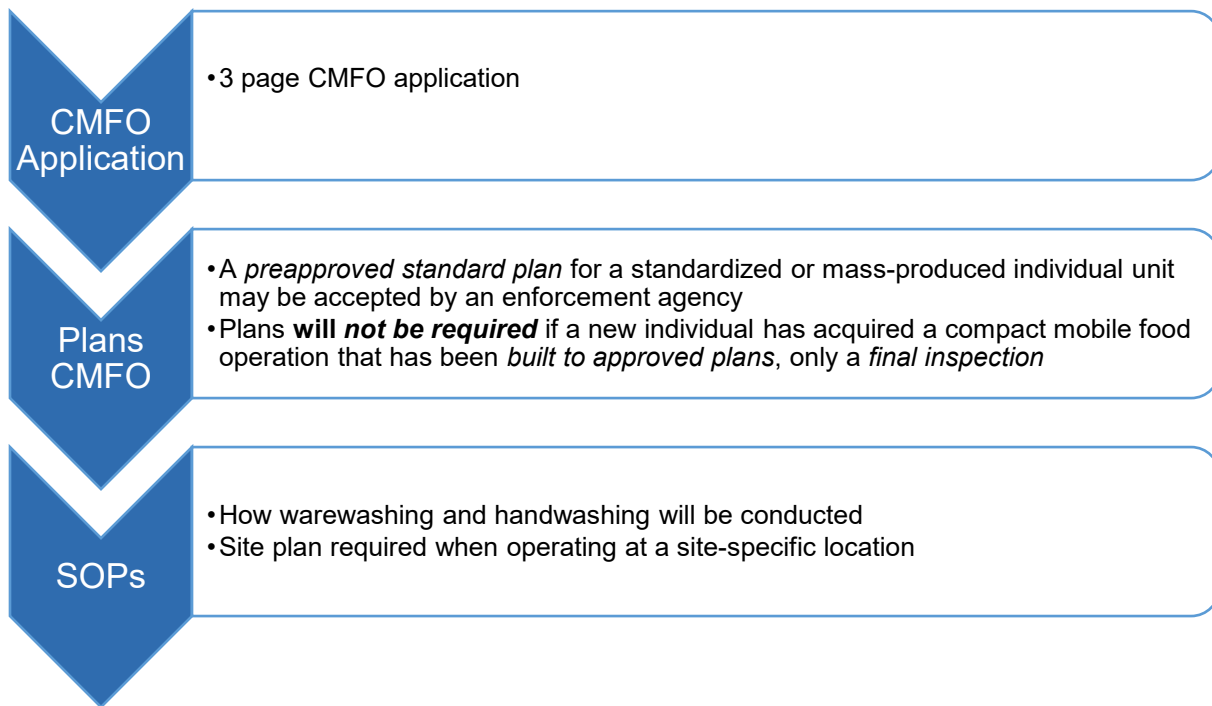 CMFO
Application
•3 page CMFO application
Plans
CMFO
•A preapproved standard plan for a standardized or mass-produced individual unit
may be accepted by an enforcement agency
•Plans will not be required if a new individual has acquired a compact mobile food
operation that has been built to approved plans, only a final inspection
SOPs
•How warewashing and handwashing will be conducted
•Site plan required when operating at a site-specific location